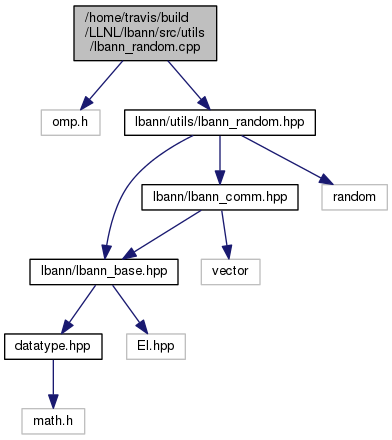 /home/travis/build
/LLNL/lbann/src/utils
/lbann_random.cpp
omp.h
lbann/utils/lbann_random.hpp
lbann/lbann_comm.hpp
random
lbann/lbann_base.hpp
vector
datatype.hpp
El.hpp
math.h